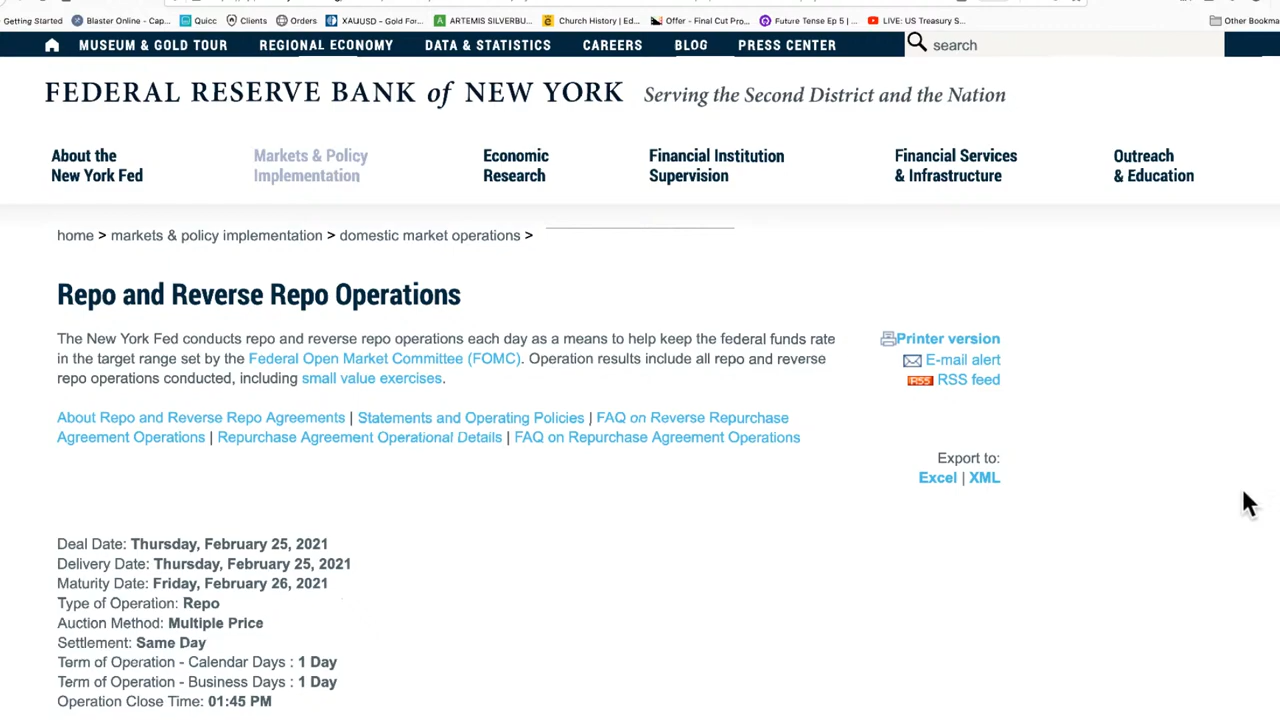 Getting Started Blaster Online - Cap... Quicc Clients Orders XAUUSD - Gold For... ARTEMIS SILVERBU... Church History | Ed... Offer - Final Cut Pro... Future Tense Ep 5 | ... LIVE: US Treasury S... Other Bookma
MUSEUM & GOLD TOUR REGIONAL ECONOMY DATA & STATISTICS CAREERS BLOG PRESS CENTER search
FEDERAL RESERVE BANK of NEW YORK Serving the Second District and the Nation
About the Markets & Policy Economic Financial Institution Financial Services Outreach
New York Fed Implementation Research Supervision & Infrastructure & Education
home > markets & policy implementation > domestic market operations >
Repo and Reverse Repo Operations
The New York Fed conducts repo and reverse repo operations each day as a means to help keep the federal funds rate
in the target range set by the Federal Open Market Committee (FOMC). Operation results include all repo and reverse
repo operations conducted, including small value exercises.
Printer version
E-mail alert
RSS RSS feed
About Repo and Reverse Repo Agreements | Statements and Operating Policies | FAQ on Reverse Repurchase
Agreement Operations | Repurchase Agreement Operational Details | FAQ on Repurchase Agreement Operations
Export to:
Excel | XML
Deal Date: Thursday, February 25, 2021
Delivery Date: Thursday, February 25, 2021
Maturity Date: Friday, February 26, 2021
Type of Operation: Repo
Auction Method: Multiple Price
Settlement: Same Day
Term of Operation - Calendar Days : 1 Day
Term of Operation - Business Days : 1 Day
Operation Close Time: 01:45 PM